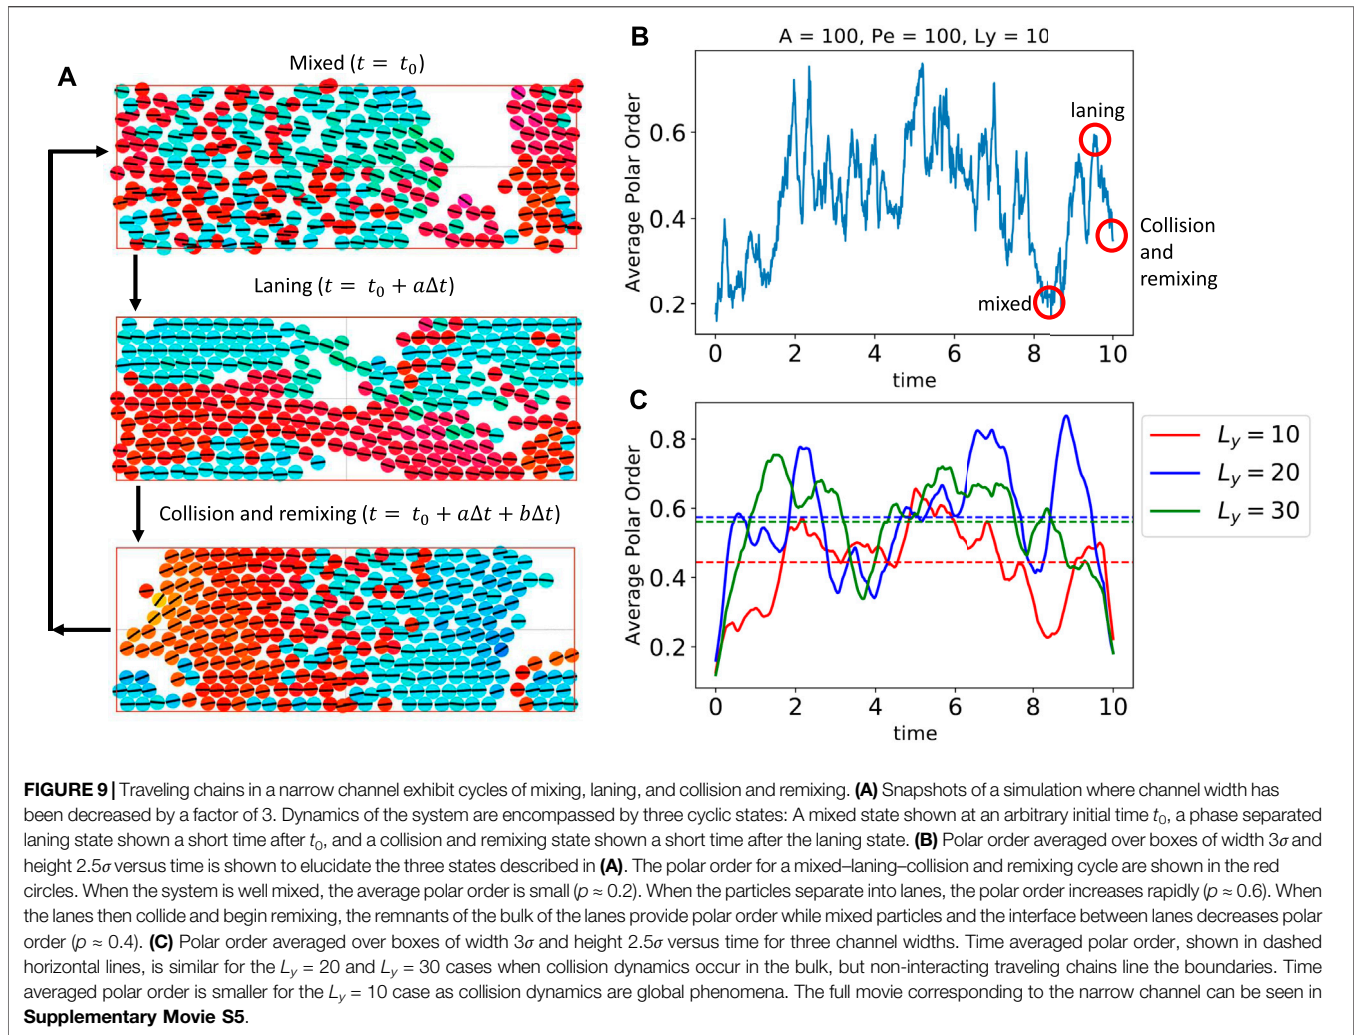 A
Mixed (t = t₀)
Laning (t = t₀ + aΔt)
Collision and remixing (t = t₀ + aΔt + bΔt)
B
A = 100, Pe = 100, Ly = 10
Average Polar Order
0.6
0.4
0.2
0 2 4 6 8 10
time
laning
mixed
Collision
and
remixing
C
Average Polar Order
0.8
0.6
0.4
0.2
0 2 4 6 8 10
time
L_y = 10
L_y = 20
L_y = 30
FIGURE 9 | Traveling chains in a narrow channel exhibit cycles of mixing, laning, and collision and remixing. (A) Snapshots of a simulation where channel width has
been decreased by a factor of 3. Dynamics of the system are encompassed by three cyclic states: A mixed state shown at an arbitrary initial time t₀, a phase separated
laning state shown a short time after t₀, and a collision and remixing state shown a short time after the laning state. (B) Polar order averaged over boxes of width 3σ and
height 2.5σ versus time is shown to elucidate the three states described in (A). The polar order for a mixed–laning–collision and remixing cycle are shown in the red
circles. When the system is well mixed, the average polar order is small (p ≈ 0.2). When the particles separate into lanes, the polar order increases rapidly (p ≈ 0.6). When
the lanes then collide and begin remixing, the remnants of the bulk of the lanes provide polar order while mixed particles and the interface between lanes decreases polar
order (p ≈ 0.4). (C) Polar order averaged over boxes of width 3σ and height 2.5σ versus time for three channel widths. Time averaged polar order, shown in dashed
horizontal lines, is similar for the L_y = 20 and L_y = 30 cases when collision dynamics occur in the bulk, but non-interacting traveling chains line the boundaries. Time
averaged polar order is smaller for the L_y = 10 case as collision dynamics are global phenomena. The full movie corresponding to the narrow channel can be seen in
Supplementary Movie S5.